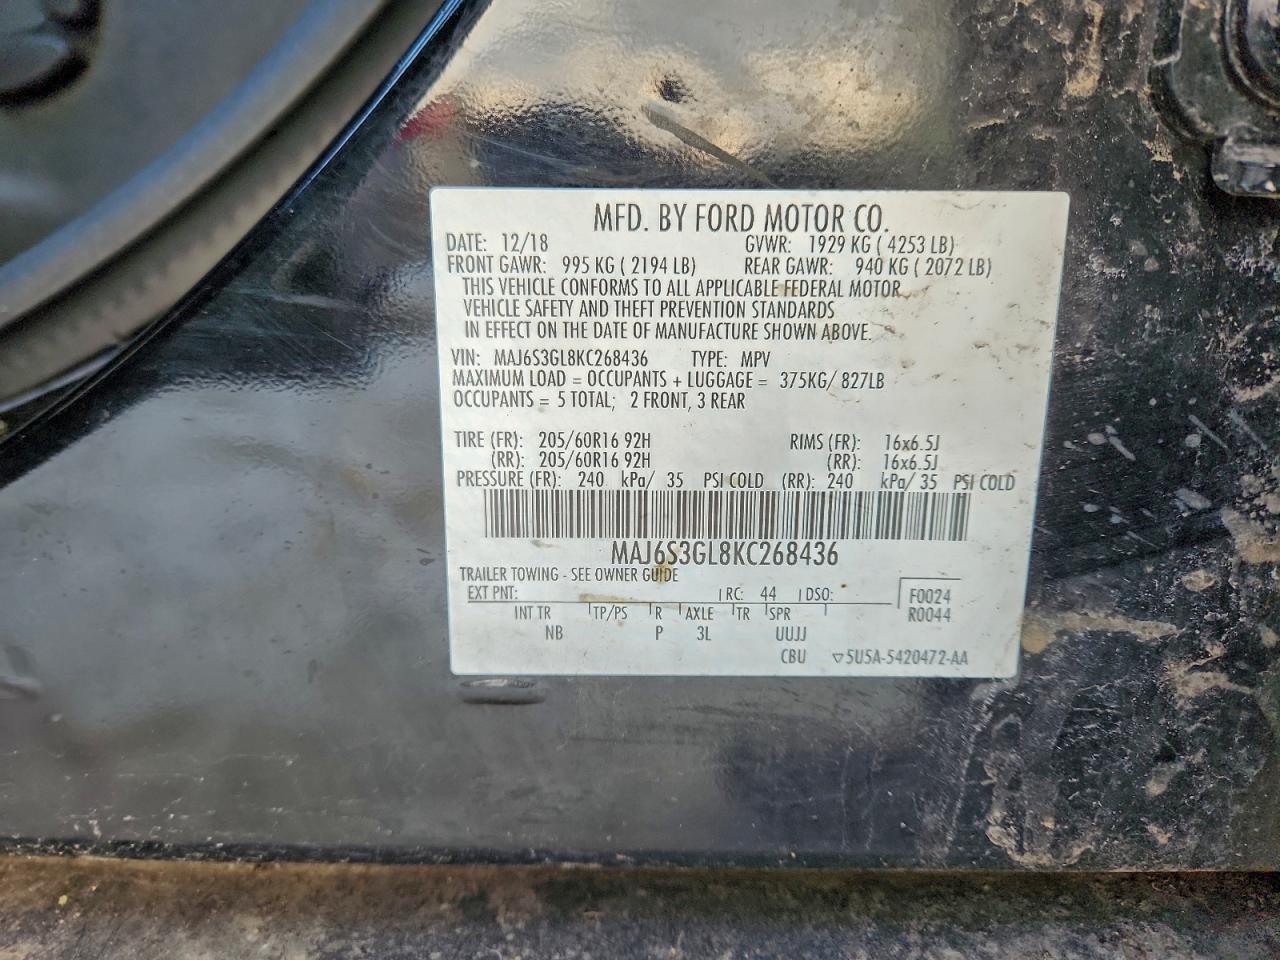 MFD. BY FORD MOTOR CO.
DATE: 12/18 GVWR: 1929 KG ( 4253 LB)
FRONT GAWR: 995 KG ( 2194 LB) REAR GAWR: 940 KG ( 2072 LB)
THIS VEHICLE CONFORMS TO ALL APPLICABLE FEDERAL MOTOR
VEHICLE SAFETY AND THEFT PREVENTION STANDARDS
IN EFFECT ON THE DATE OF MANUFACTURE SHOWN ABOVE.
VIN: MAJ6S3GL8KC268436 TYPE: MPV
MAXIMUM LOAD = OCCUPANTS + LUGGAGE = 375KG/ 827LB
OCCUPANTS = 5 TOTAL; 2 FRONT, 3 REAR
TIRE (FR): 205/60R16 92H RIMS (FR): 16x6.5J
(RR): 205/60R16 92H (RR): 16x6.5J
PRESSURE (FR): 240 kPa/ 35 PSI COLD (RR): 240 kPa/ 35 PSI COLD
MAJ6S3GL8KC268436
TRAILER TOWING - SEE OWNER GUIDE
EXT PNT: RC: 44 DSO: F0024
INT TR TP/PS R AXLE TR SPR R0044
NB P 3L UUJJ
CBU ▽5U5A-5420472-AA